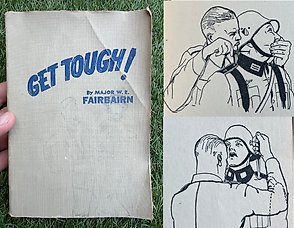 GET TOUGH!
By MAJOR W. E.
FAIRBAIRN